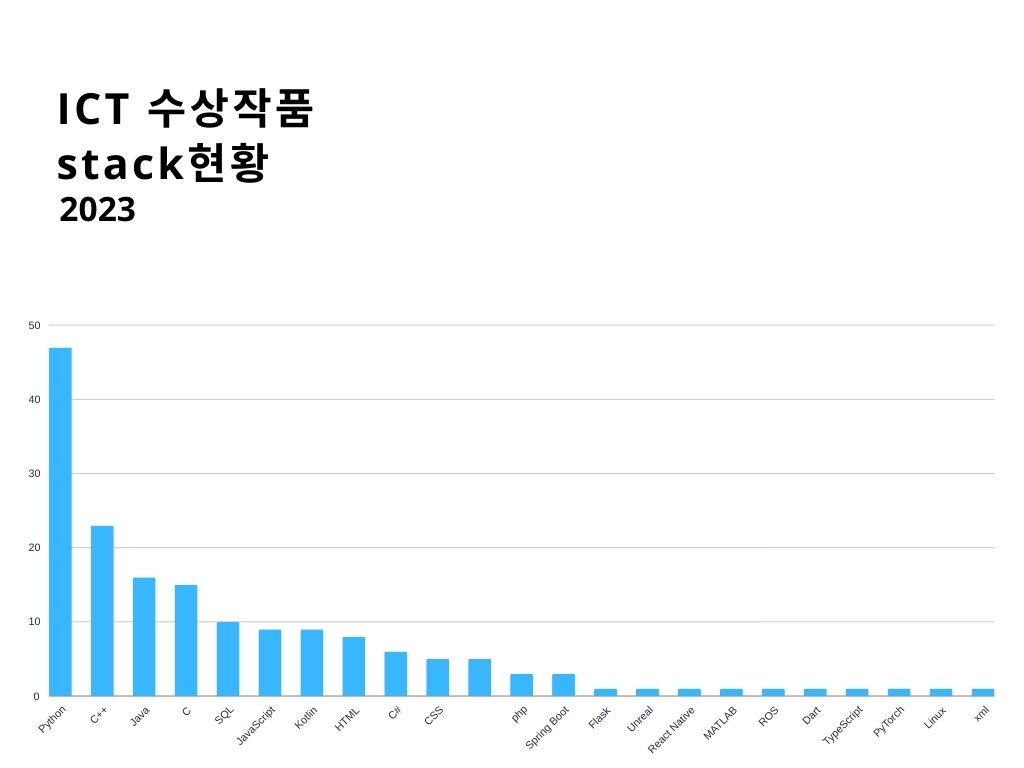 ICT 수상작품
stack현황
2023
50
40
30
20
10
0
Python
C++
Java
C
SQL
JavaScript
Kotlin
HTML
C#
CSS
php
Spring Boot
Flask
Unreal
React Native
MATLAB
ROS
Dart
TypeScript
PyTorch
Linux
xml